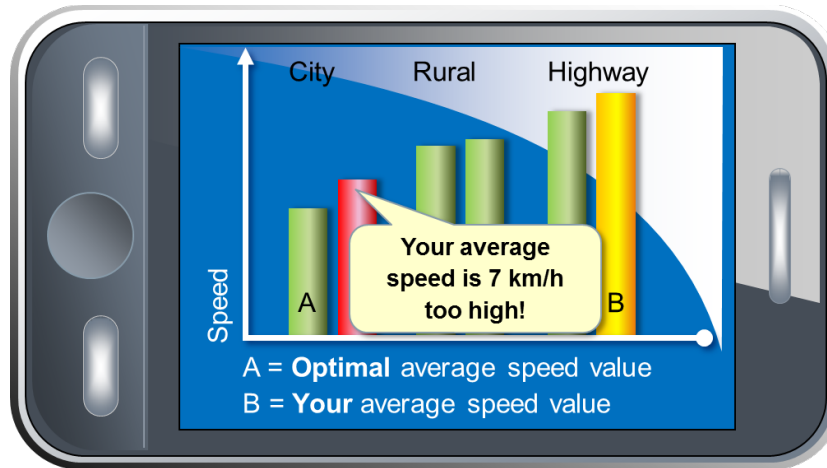 City Rural Highway
Your average
speed is 7 km/h
too high!
A B
Speed
A = Optimal average speed value
B = Your average speed value